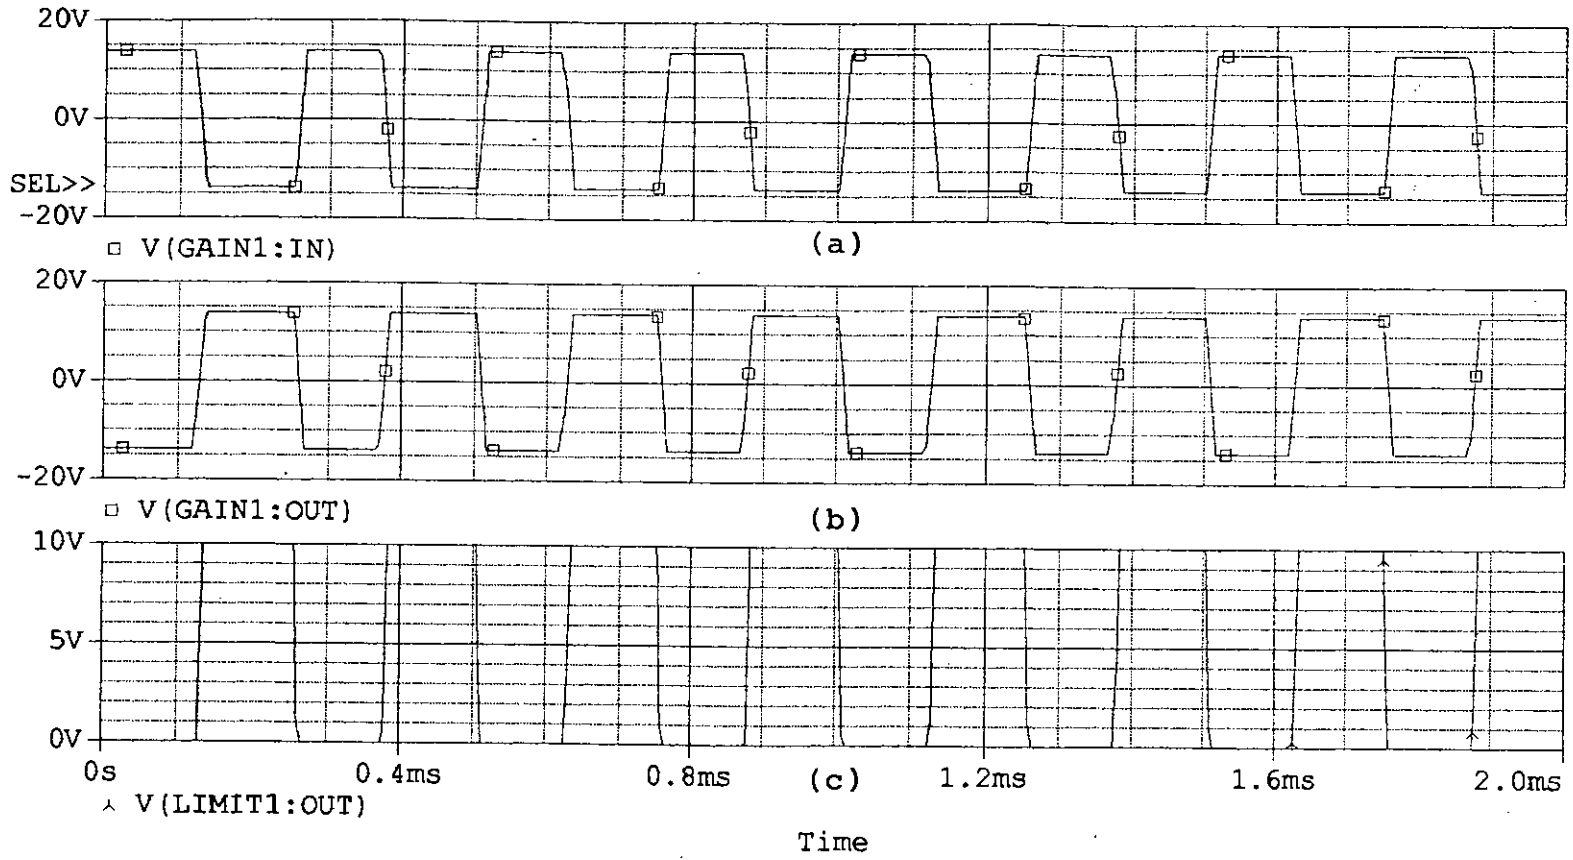 20V
0V
SEL>>
-20V
□ V(GAIN1:IN)
(a)
20V
0V
-20V
□ V(GAIN1:OUT)
(b)
10V
5V
0V
0s 0.4ms 0.8ms (c) 1.2ms 1.6ms 2.0ms
⅄ V(LIMIT1:OUT)
Time